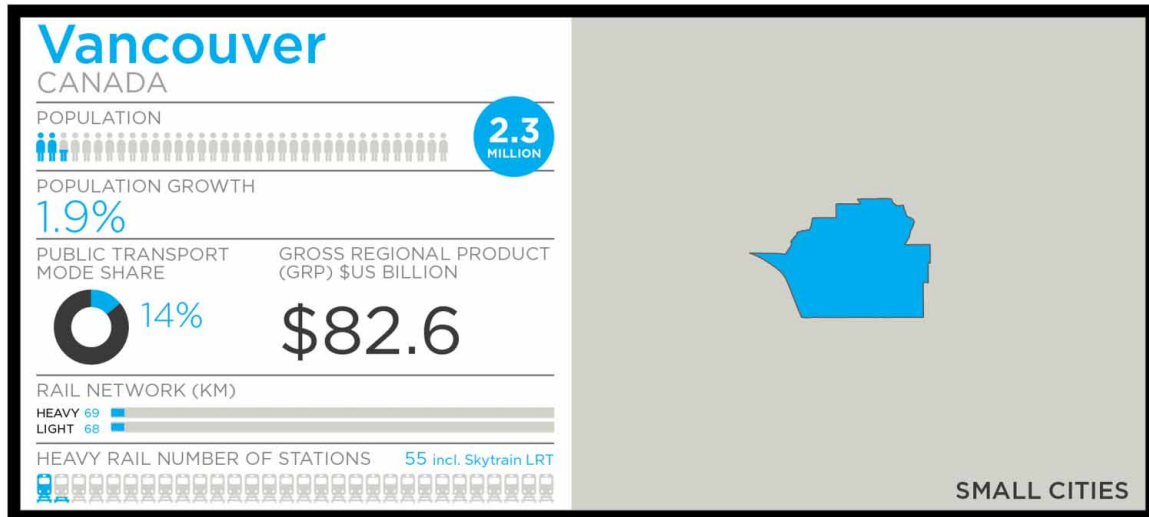 Vancouver
CANADA
POPULATION
2.3
MILLION
POPULATION GROWTH
1.9%
PUBLIC TRANSPORT
MODE SHARE
14%
GROSS REGIONAL PRODUCT
(GRP) $US BILLION
$82.6
RAIL NETWORK (KM)
HEAVY 69
LIGHT 68
HEAVY RAIL NUMBER OF STATIONS 55 incl. Skytrain LRT
SMALL CITIES